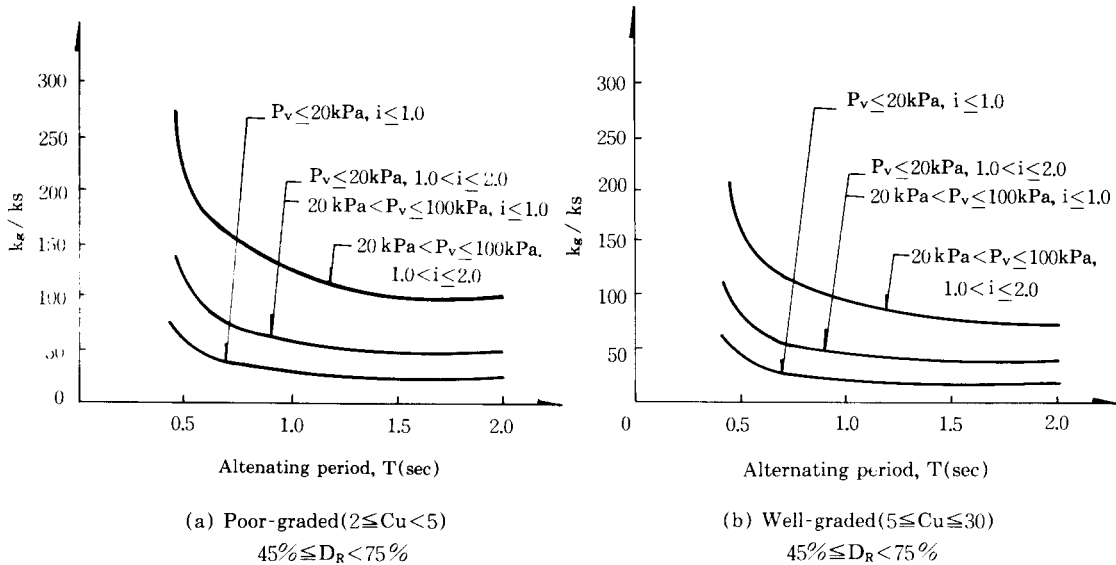 300
250
200
150
100
50
0
kg / ks
P_v≤20kPa, i≤1.0
P_v≤20kPa, 1.0<i≤2.0
20 kPa<P_v≤100kPa, i≤1.0
20 kPa<P_v≤100kPa.
1.0<i≤2.0
0.5 1.0 1.5 2.0
Altenating period, T(sec)
(a) Poor-graded(2≦Cu<5)
45%≦D_R<75%
300
250
200
150
100
50
0
kg / ks
P_v≤20kPa, i≤1.0
P_v≤20kPa, 1.0<i≤2.0
20 kPa<P_v≤100kPa, i≤1.0
20 kPa<P_v≤100kPa,
1.0<i≤2.0
0.5 1.0 1.5 2.0
Alternating period, T(sec)
(b) Well-graded(5≦Cu≦30)
45%≦D_R<75%